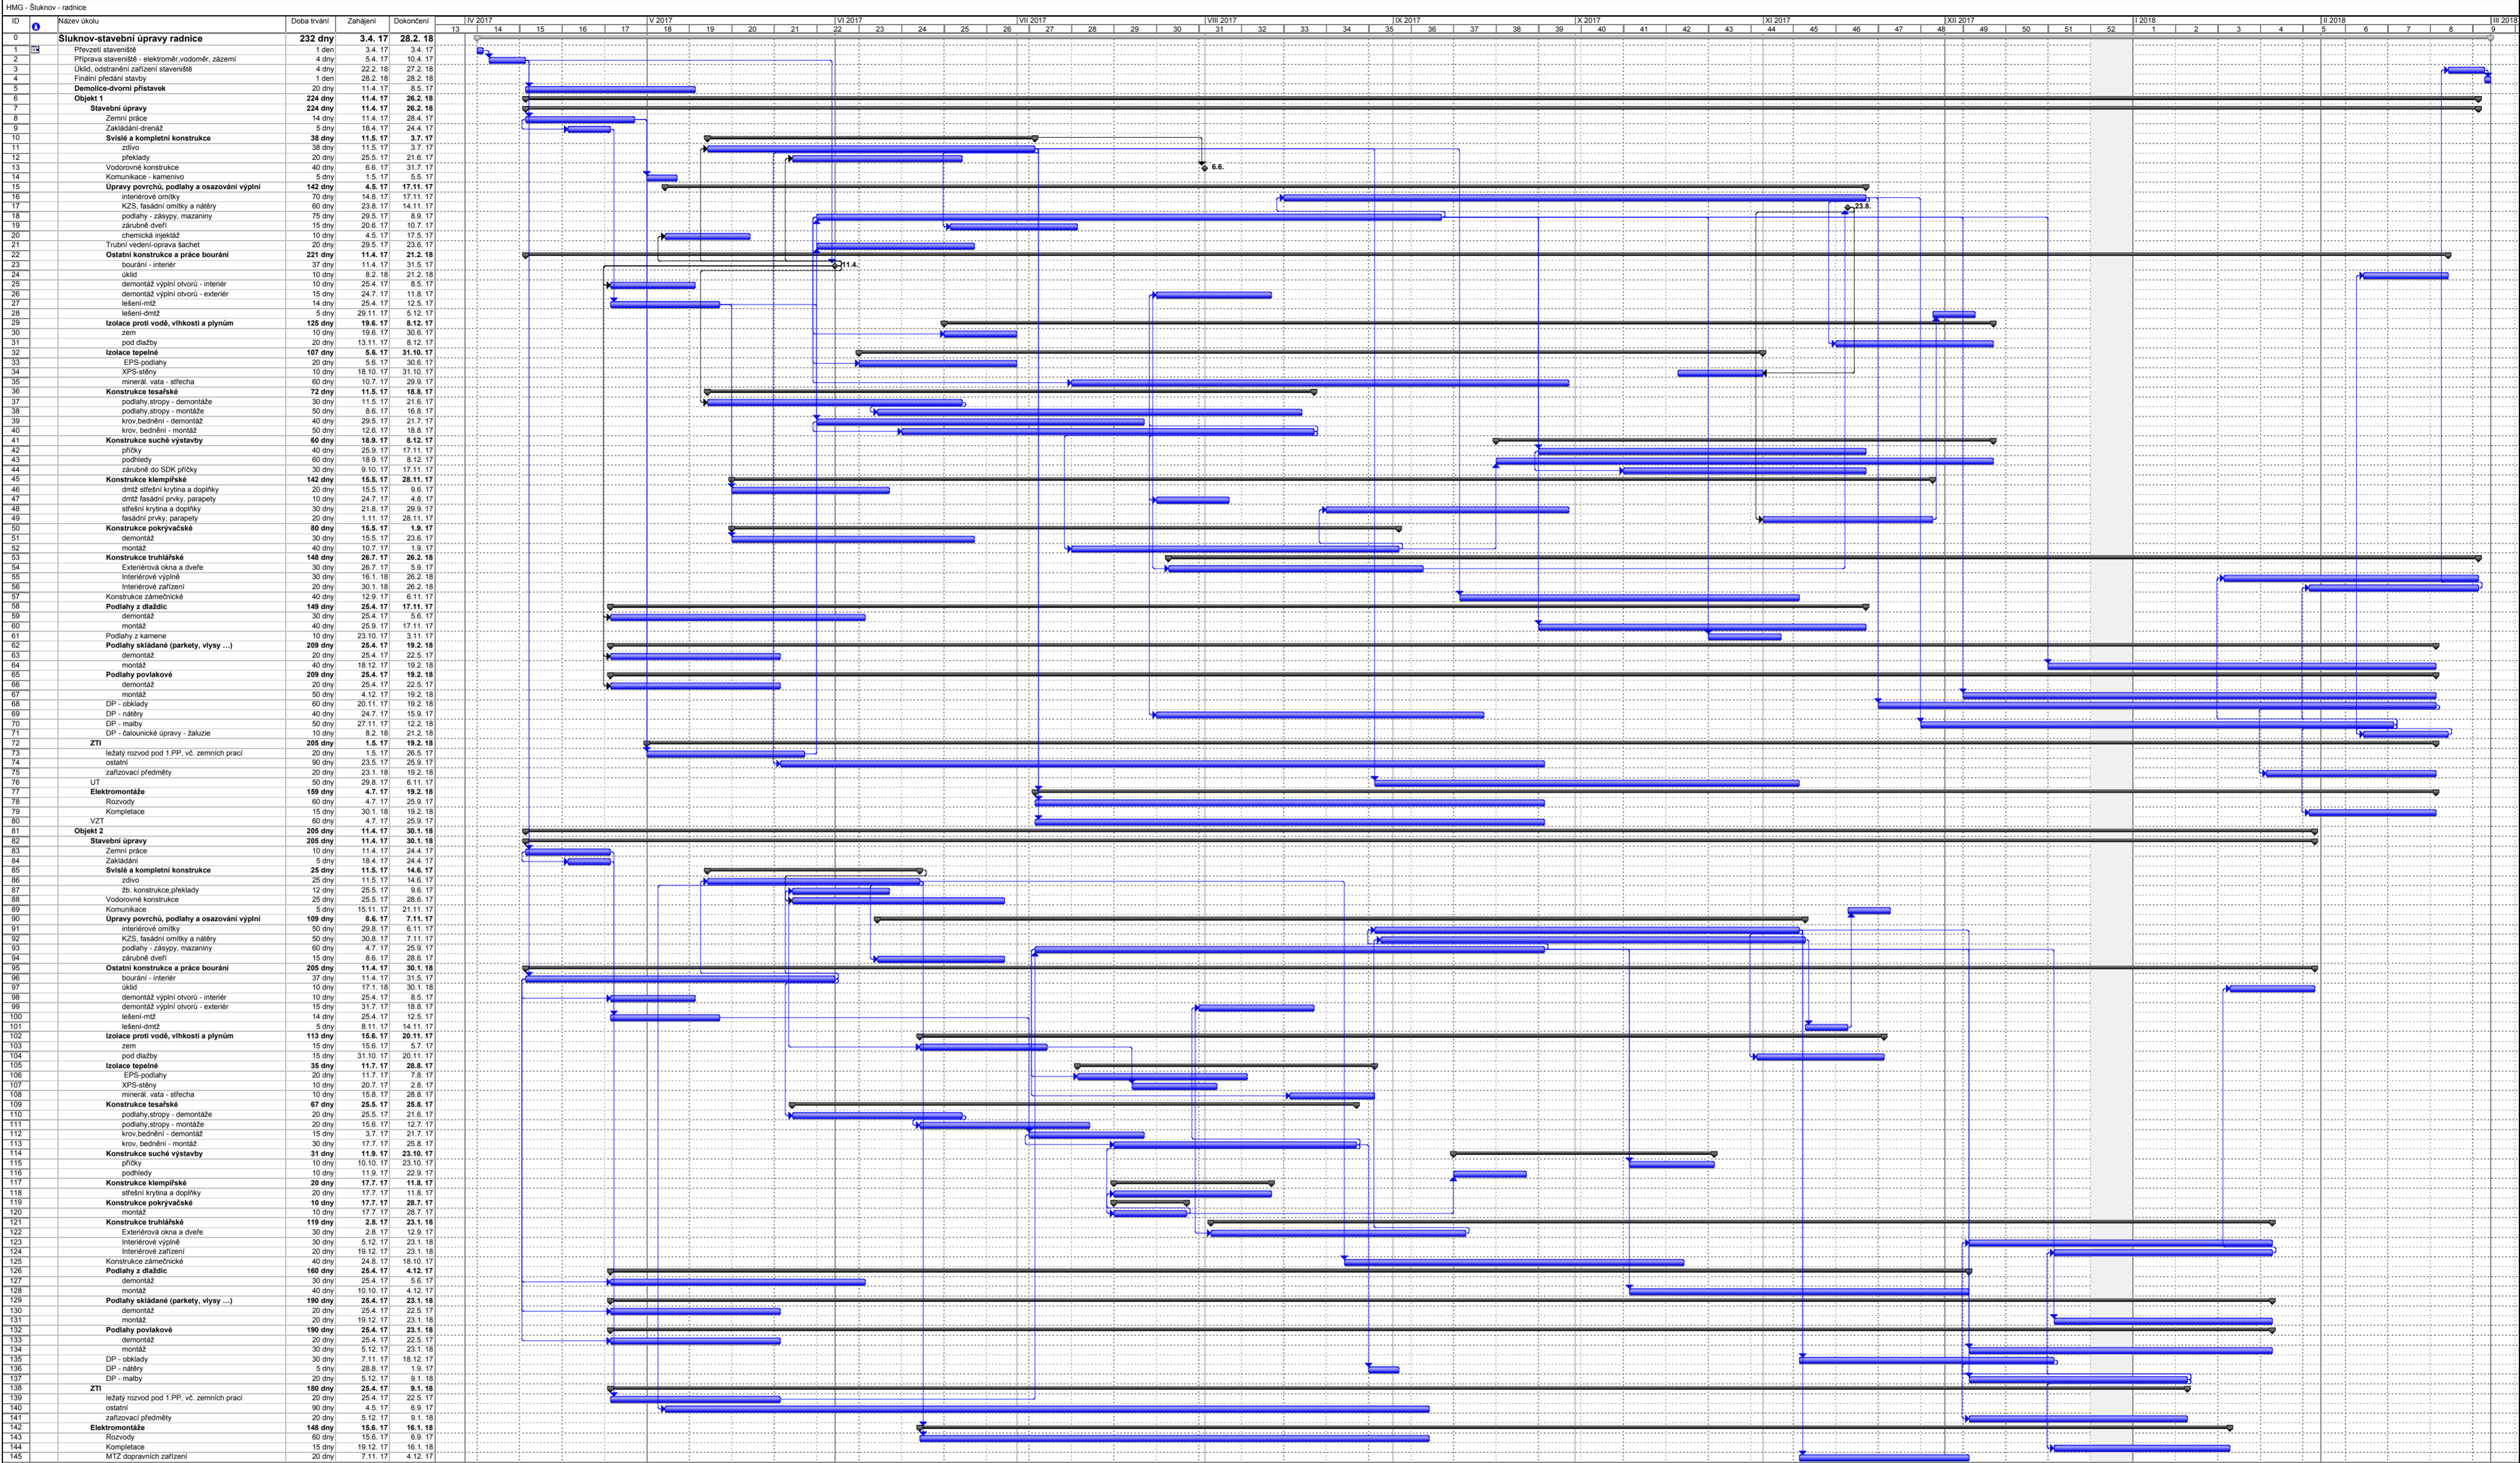 HMG - Šluknov - radnice
ID Název úkolu Doba trvání Zahájení Dokončení IV 2017 V 2017 VI 2017 VII 2017 VIII 2017 IX 2017 X 2017 XI 2017 XII 2017 I 2018 II 2018 III 2018
13 14 15 16 17 18 19 20 21 22 23 24 25 26 27 28 29 30 31 32 33 34 35 36 37 38 39 40 41 42 43 44 45 46 47 48 49 50 51 52 1 2 3 4 5 6 7 8 9
0 Šluknov-stavební úpravy radnice 232 dny 3.4. 17 28.2. 18
1 Převzetí staveniště 1 den 3.4. 17 3.4. 17
2 Příprava staveniště - elektroměr,vodoměr, zázemí 4 dny 5.4. 17 10.4. 17
3 Úklid, odstranění zařízení staveniště 4 dny 22.2. 18 27.2. 18
4 Finální předání stavby 1 den 28.2. 18 28.2. 18
5 Demolice-dvorní přístavek 20 dny 11.4. 17 8.5. 17
6 Objekt 1 224 dny 11.4. 17 26.2. 18
7 Stavební úpravy 224 dny 11.4. 17 26.2. 18
8 Zemní práce 14 dny 11.4. 17 28.4. 17
9 Zakládání-drenáž 5 dny 18.4. 17 24.4. 17
10 Svislé a kompletní konstrukce 38 dny 11.5. 17 3.7. 17
11 zdivo 38 dny 11.5. 17 3.7. 17
12 překlady 20 dny 25.5. 17 21.6. 17
13 Vodorovné konstrukce 40 dny 6.6. 17 31.7. 17 6.6.
14 Komunikace - kamenivo 5 dny 1.5. 17 5.5. 17
15 Úpravy povrchů, podlahy a osazování výplní 142 dny 4.5. 17 17.11. 17
16 interiérové omítky 70 dny 14.8. 17 17.11. 17
17 KZS, fasádní omítky a nátěry 60 dny 23.8. 17 14.11. 17 23.8.
18 podlahy - zásypy, mazaniny 75 dny 29.5. 17 8.9. 17
19 zárubně dveří 15 dny 20.6. 17 10.7. 17
20 chemická injektáž 10 dny 4.5. 17 17.5. 17
21 Trubní vedení-oprava šachet 20 dny 29.5. 17 23.6. 17
22 Ostatní konstrukce a práce bourání 221 dny 11.4. 17 21.2. 18
23 bourání - interiér 37 dny 11.4. 17 31.5. 17 11.4.
24 úklid 10 dny 8.2. 18 21.2. 18
25 demontáž výplní otvorů - interiér 10 dny 25.4. 17 8.5. 17
26 demontáž výplní otvorů - exteriér 15 dny 24.7. 17 11.8. 17
27 lešení-mtž 14 dny 25.4. 17 12.5. 17
28 lešení-dmtž 5 dny 29.11. 17 5.12. 17
29 Izolace proti vodě, vlhkosti a plynům 125 dny 19.6. 17 8.12. 17
30 zem 10 dny 19.6. 17 30.6. 17
31 pod dlažby 20 dny 13.11. 17 8.12. 17
32 Izolace tepelné 107 dny 5.6. 17 31.10. 17
33 EPS-podlahy 20 dny 5.6. 17 30.6. 17
34 XPS-stěny 10 dny 18.10. 17 31.10. 17
35 minerál. vata - střecha 60 dny 10.7. 17 29.9. 17
36 Konstrukce tesařské 72 dny 11.5. 17 18.8. 17
37 podlahy,stropy - demontáže 30 dny 11.5. 17 21.6. 17
38 podlahy,stropy - montáže 50 dny 8.6. 17 16.8. 17
39 krov,bednění - demontáž 40 dny 29.5. 17 21.7. 17
40 krov, bednění - montáž 50 dny 12.6. 17 18.8. 17
41 Konstrukce suché výstavby 60 dny 18.9. 17 8.12. 17
42 příčky 40 dny 25.9. 17 17.11. 17
43 podhledy 60 dny 18.9. 17 8.12. 17
44 zárubně do SDK příčky 30 dny 9.10. 17 17.11. 17
45 Konstrukce klempířské 142 dny 15.5. 17 28.11. 17
46 dmtž střešní krytina a doplňky 20 dny 15.5. 17 9.6. 17
47 dmtž fasádní prvky, parapety 10 dny 24.7. 17 4.8. 17
48 střešní krytina a doplňky 30 dny 21.8. 17 29.9. 17
49 fasádní prvky, parapety 20 dny 1.11. 17 28.11. 17
50 Konstrukce pokrývačské 80 dny 15.5. 17 1.9. 17
51 demontáž 30 dny 15.5. 17 23.6. 17
52 montáž 40 dny 10.7. 17 1.9. 17
53 Konstrukce truhlářské 148 dny 26.7. 17 26.2. 18
54 Exteriérová okna a dveře 30 dny 26.7. 17 5.9. 17
55 Interiérové výplně 30 dny 16.1. 18 26.2. 18
56 Interiérové zařízení 20 dny 30.1. 18 26.2. 18
57 Konstrukce zámečnické 40 dny 12.9. 17 6.11. 17
58 Podlahy z dlaždic 149 dny 25.4. 17 17.11. 17
59 demontáž 30 dny 25.4. 17 5.6. 17
60 montáž 40 dny 25.9. 17 17.11. 17
61 Podlahy z kamene 10 dny 23.10. 17 3.11. 17
62 Podlahy skládané (parkety, vlysy ...) 209 dny 25.4. 17 19.2. 18
63 demontáž 20 dny 25.4. 17 22.5. 17
64 montáž 40 dny 18.12. 17 19.2. 18
65 Podlahy povlakové 209 dny 25.4. 17 19.2. 18
66 demontáž 20 dny 25.4. 17 22.5. 17
67 montáž 50 dny 4.12. 17 19.2. 18
68 DP - obklady 60 dny 20.11. 17 19.2. 18
69 DP - nátěry 40 dny 24.7. 17 15.9. 17
70 DP - malby 50 dny 27.11. 17 12.2. 18
71 DP - čalounické úpravy - žaluzie 10 dny 8.2. 18 21.2. 18
72 ZTI 205 dny 1.5. 17 19.2. 18
73 ležatý rozvod pod 1.PP, vč. zemních prací 20 dny 1.5. 17 26.5. 17
74 ostatní 90 dny 23.5. 17 25.9. 17
75 zařizovací předměty 20 dny 23.1. 18 19.2. 18
76 UT 50 dny 29.8. 17 6.11. 17
77 Elektromontáže 159 dny 4.7. 17 19.2. 18
78 Rozvody 60 dny 4.7. 17 25.9. 17
79 Kompletace 15 dny 30.1. 18 19.2. 18
80 VZT 60 dny 4.7. 17 25.9. 17
81 Objekt 2 205 dny 11.4. 17 30.1. 18
82 Stavební úpravy 205 dny 11.4. 17 30.1. 18
83 Zemní práce 10 dny 11.4. 17 24.4. 17
84 Zakládání 5 dny 18.4. 17 24.4. 17
85 Svislé a kompletní konstrukce 25 dny 11.5. 17 14.6. 17
86 zdivo 25 dny 11.5. 17 14.6. 17
87 žb. konstrukce,překlady 12 dny 25.5. 17 9.6. 17
88 Vodorovné konstrukce 25 dny 25.5. 17 28.6. 17
89 Komunikace 5 dny 15.11. 17 21.11. 17
90 Úpravy povrchů, podlahy a osazování výplní 109 dny 8.6. 17 7.11. 17
91 interiérové omítky 50 dny 29.8. 17 6.11. 17
92 KZS, fasádní omítky a nátěry 50 dny 30.8. 17 7.11. 17
93 podlahy - zásypy, mazaniny 60 dny 4.7. 17 25.9. 17
94 zárubně dveří 15 dny 8.6. 17 28.6. 17
95 Ostatní konstrukce a práce bourání 205 dny 11.4. 17 30.1. 18
96 bourání - interiér 37 dny 11.4. 17 31.5. 17
97 úklid 10 dny 17.1. 18 30.1. 18
98 demontáž výplní otvorů - interiér 10 dny 25.4. 17 8.5. 17
99 demontáž výplní otvorů - exteriér 15 dny 31.7. 17 18.8. 17
100 lešení-mtž 14 dny 25.4. 17 12.5. 17
101 lešení-dmtž 5 dny 8.11. 17 14.11. 17
102 Izolace proti vodě, vlhkosti a plynům 113 dny 15.6. 17 20.11. 17
103 zem 15 dny 15.6. 17 5.7. 17
104 pod dlažby 15 dny 31.10. 17 20.11. 17
105 Izolace tepelné 35 dny 11.7. 17 28.8. 17
106 EPS-podlahy 20 dny 11.7. 17 7.8. 17
107 XPS-stěny 10 dny 20.7. 17 2.8. 17
108 minerál. vata - střecha 10 dny 15.8. 17 28.8. 17
109 Konstrukce tesařské 67 dny 25.5. 17 25.8. 17
110 podlahy,stropy - demontáže 20 dny 25.5. 17 21.6. 17
111 podlahy,stropy - montáže 20 dny 15.6. 17 12.7. 17
112 krov,bednění - demontáž 15 dny 3.7. 17 21.7. 17
113 krov, bednění - montáž 30 dny 17.7. 17 25.8. 17
114 Konstrukce suché výstavby 31 dny 11.9. 17 23.10. 17
115 příčky 10 dny 10.10. 17 23.10. 17
116 podhledy 10 dny 11.9. 17 22.9. 17
117 Konstrukce klempířské 20 dny 17.7. 17 11.8. 17
118 střešní krytina a doplňky 20 dny 17.7. 17 11.8. 17
119 Konstrukce pokrývačské 10 dny 17.7. 17 28.7. 17
120 montáž 10 dny 17.7. 17 28.7. 17
121 Konstrukce truhlářské 119 dny 2.8. 17 23.1. 18
122 Exteriérová okna a dveře 30 dny 2.8. 17 12.9. 17
123 Interiérové výplně 30 dny 5.12. 17 23.1. 18
124 Interiérové zařízení 20 dny 19.12. 17 23.1. 18
125 Konstrukce zámečnické 40 dny 24.8. 17 18.10. 17
126 Podlahy z dlaždic 160 dny 25.4. 17 4.12. 17
127 demontáž 30 dny 25.4. 17 5.6. 17
128 montáž 40 dny 10.10. 17 4.12. 17
129 Podlahy skládané (parkety, vlysy ...) 190 dny 25.4. 17 23.1. 18
130 demontáž 20 dny 25.4. 17 22.5. 17
131 montáž 20 dny 19.12. 17 23.1. 18
132 Podlahy povlakové 190 dny 25.4. 17 23.1. 18
133 demontáž 20 dny 25.4. 17 22.5. 17
134 montáž 30 dny 5.12. 17 23.1. 18
135 DP - obklady 30 dny 7.11. 17 18.12. 17
136 DP - nátěry 5 dny 28.8. 17 1.9. 17
137 DP - malby 20 dny 5.12. 17 9.1. 18
138 ZTI 180 dny 25.4. 17 9.1. 18
139 ležatý rozvod pod 1.PP, vč. zemních prací 20 dny 25.4. 17 22.5. 17
140 ostatní 90 dny 4.5. 17 6.9. 17
141 zařizovací předměty 20 dny 5.12. 17 9.1. 18
142 Elektromontáže 148 dny 15.6. 17 16.1. 18
143 Rozvody 60 dny 15.6. 17 6.9. 17
144 Kompletace 15 dny 19.12. 17 16.1. 18
145 MTZ dopravních zařízení 20 dny 7.11. 17 4.12. 17